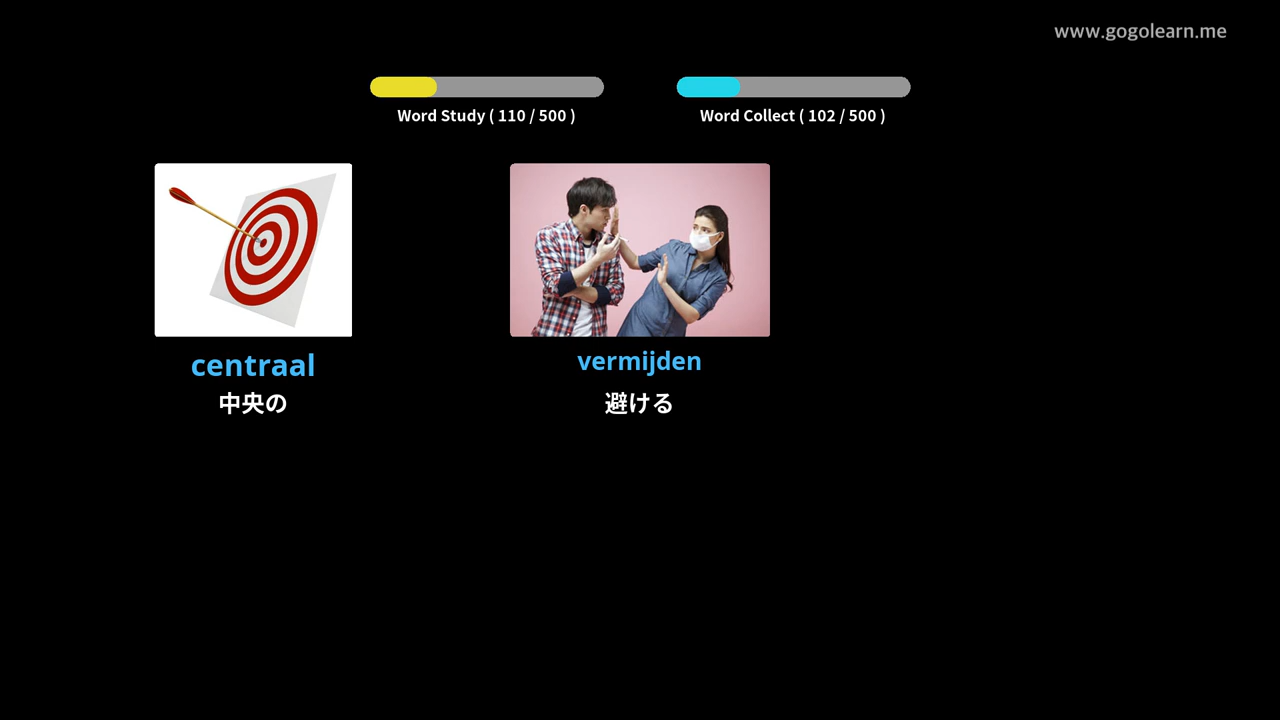 www.gogolearn.me
Word Study ( 110 / 500 )
Word Collect ( 102 / 500 )
centraal
中央の
vermijden
避ける